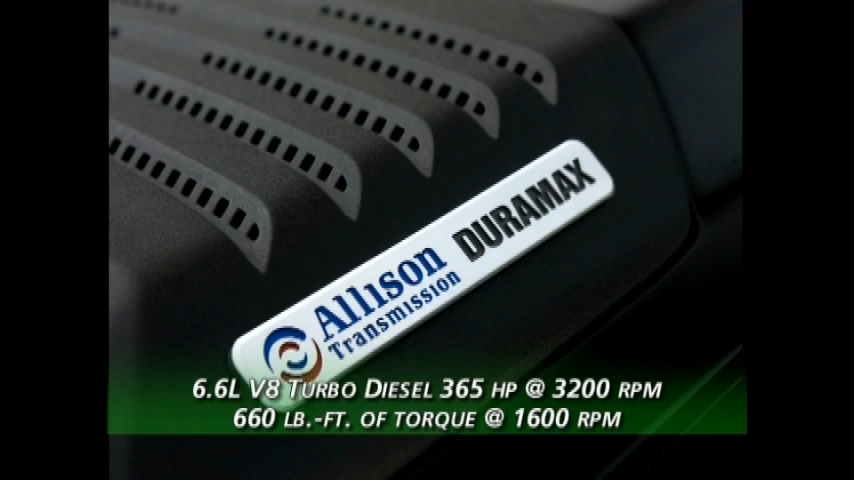 Allison DURAMAX
Transmission
6.6L V8 TURBO DIESEL 365 HP @ 3200 RPM
660 LB.-FT. OF TORQUE @ 1600 RPM